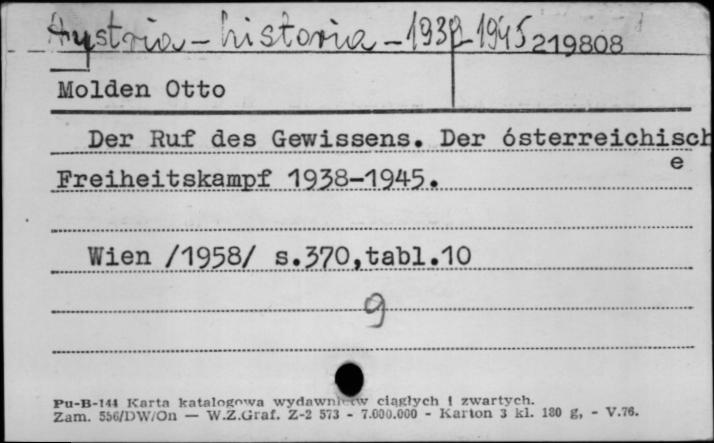 Austria - historia - 1938-1945 219808
Molden Otto
Der Ruf des Gewissens. Der ósterreichisch
e
Freiheitskampf 1938-1945.
Wien /1958/ s.370,tabl.10
9
Pu-B-144 Karta katalogowa wydawnictw ciągłych i zwartych.
Zam. 556/DW/On — W.Z.Graf. Z-2 573 - 7.000.000 - Karton 3 kl. 180 g, - V.76.